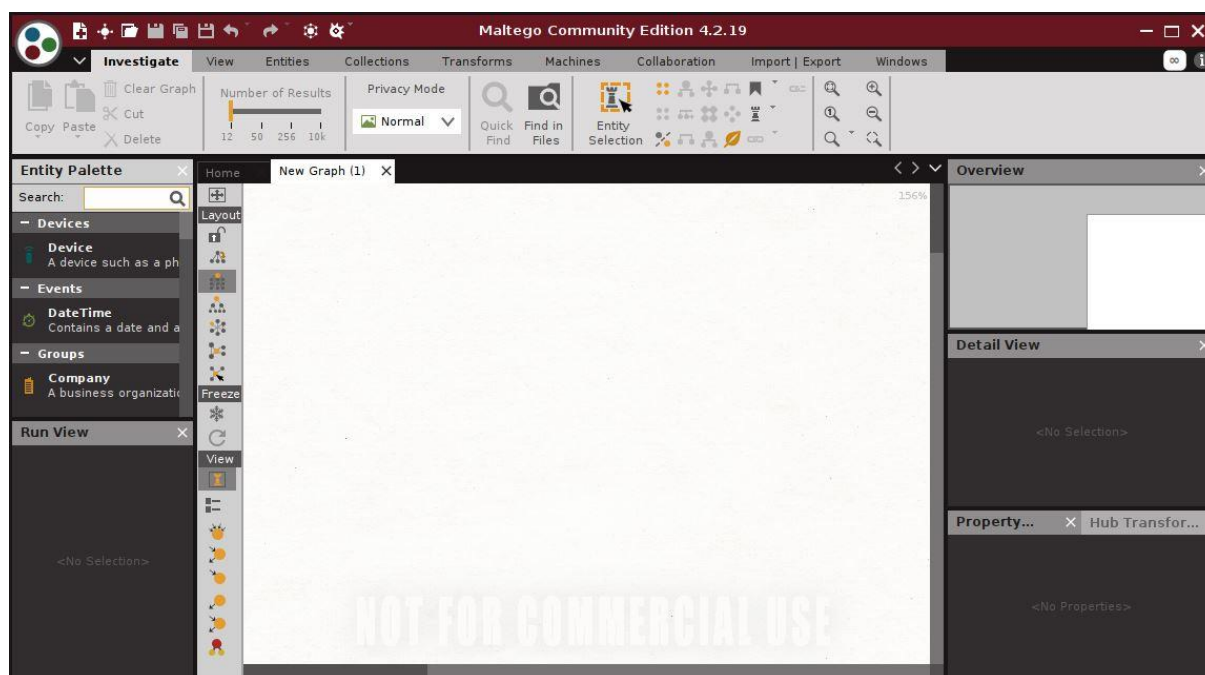 Maltego Community Edition 4.2.19
Investigate View Entities Collections Transforms Machines Collaboration Import | Export Windows
Copy Paste Clear Graph
Cut
Delete
Number of Results
12 50 256 10k
Privacy Mode
Normal
Quick Find
Find in Files
Entity Selection
Entity Palette
Search:
- Devices
Device
A device such as a ph
- Events
DateTime
Contains a date and a
- Groups
Company
A business organizatic
Run View
<No Selection>
Home New Graph (1)
Layout
Freeze
View
156%
NOT FOR COMMERCIAL USE
Overview
Detail View
<No Selection>
Property... Hub Transfor...
<No Properties>